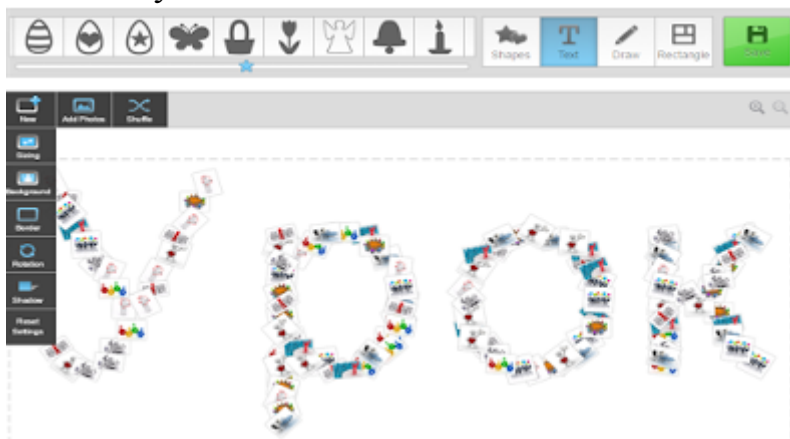 Shapes Text Draw Rectangle Save
New Add Photos Shuffle
Sizing
Background
Border
Rotation
Shadow
Reset
Settings
Урок